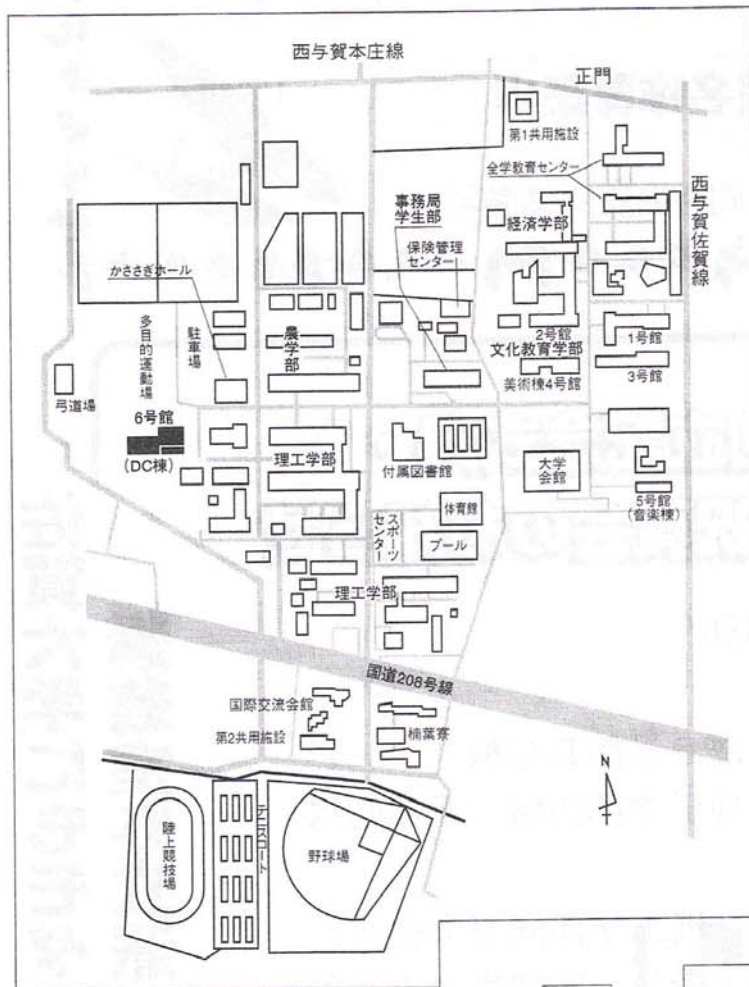 西与賀本庄線
正門
第1共用施設
全学教育センター
西与賀佐賀線
事務局
学生部
経済学部
保険管理
センター
かささぎホール
多目的運動場
駐車場
農学部
2号館
文化教育学部
美術棟4号館
1号館
3号館
弓道場
6号館
(DC棟)
理工学部
付属図書館
大学
会館
体育館
5号館
(音楽棟)
スポーツ
センター
プール
理工学部
国道208号線
国際交流会館
第2共用施設
楠葉寮
N
陸上競技場
テニスコート
野球場